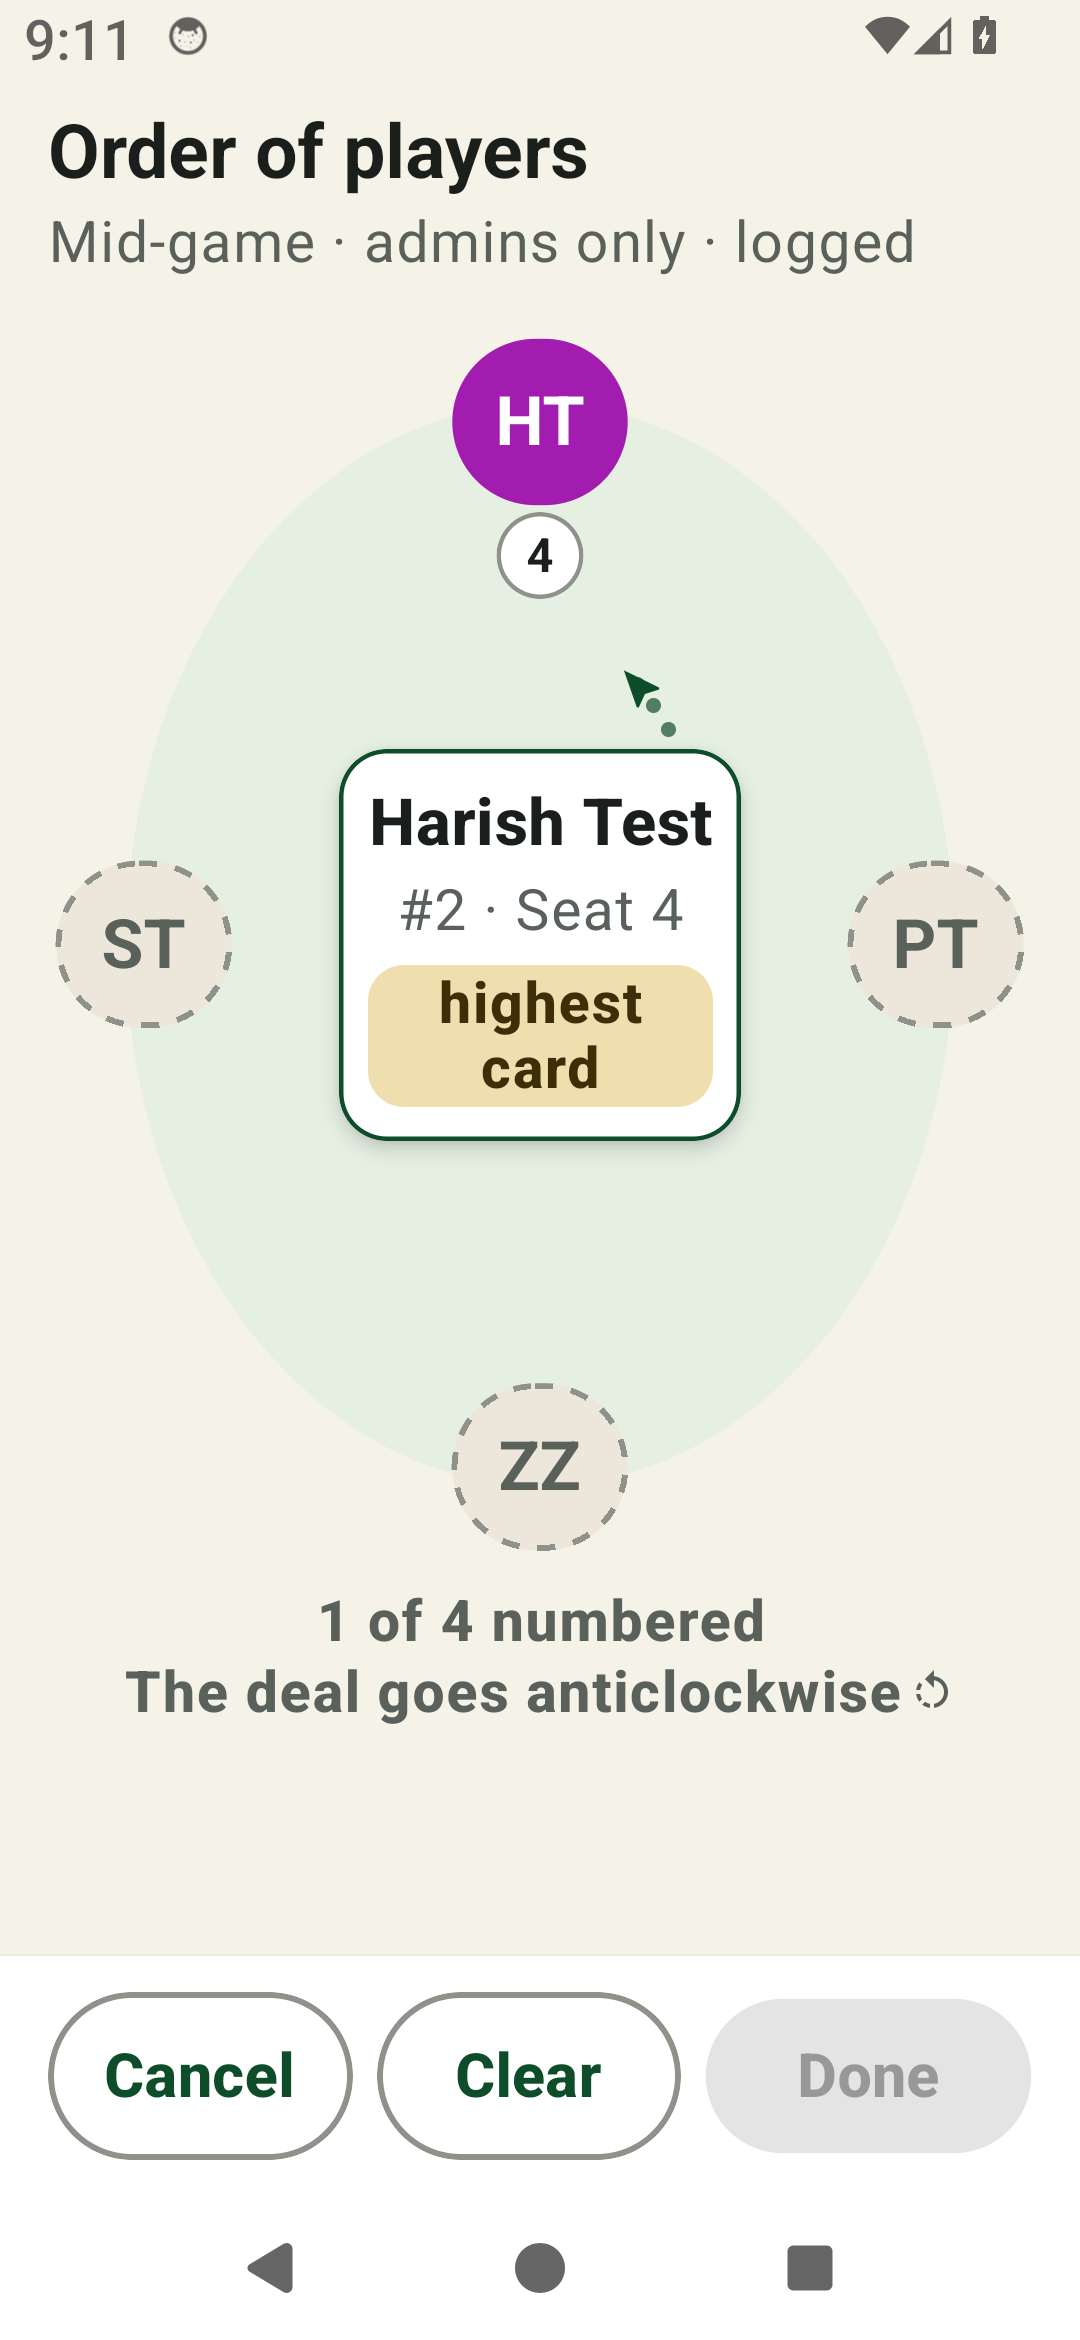 9:11
Order of players
Mid-game · admins only · logged
HT
4
Harish Test
#2 · Seat 4
highest
card
ST
PT
ZZ
1 of 4 numbered
The deal goes anticlockwise
Cancel
Clear
Done